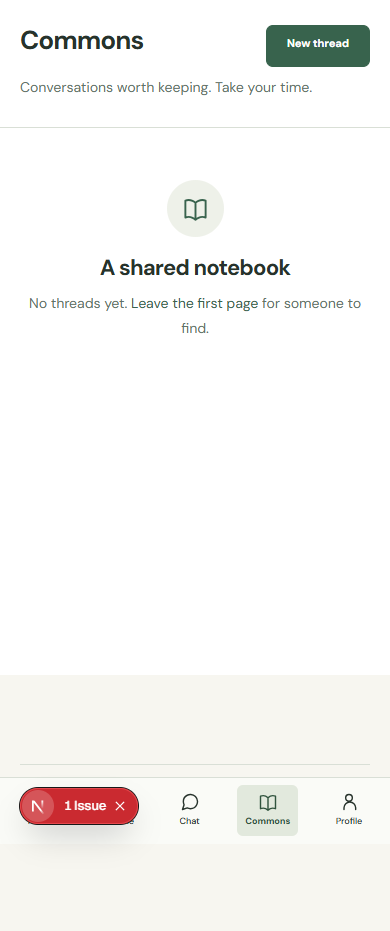 Commons
New thread
Conversations worth keeping. Take your time.
A shared notebook
No threads yet. Leave the first page for someone to
find.
N
1 Issue
Chat
Commons
Profile